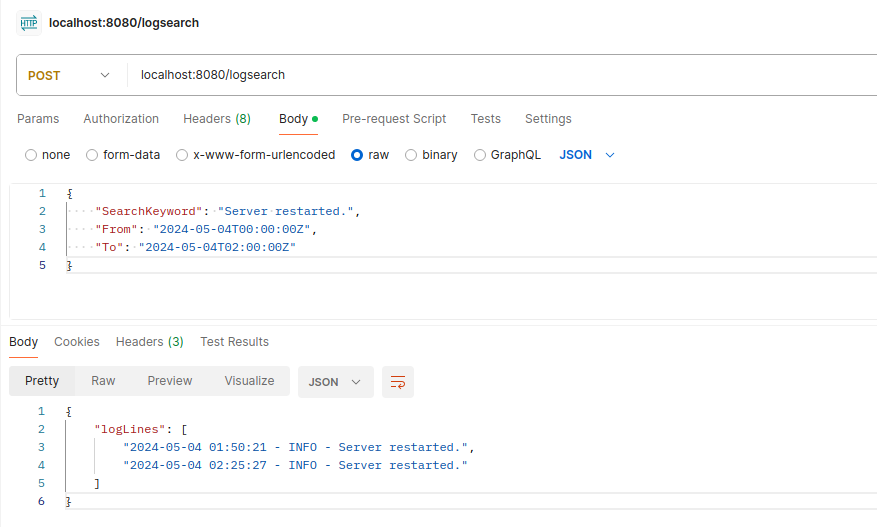 HTTP localhost:8080/logsearch
POST localhost:8080/logsearch
Params Authorization Headers (8) Body Pre-request Script Tests Settings
none form-data x-www-form-urlencoded raw binary GraphQL JSON
1 {
2 "SearchKeyword": "Server restarted.",
3 "From": "2024-05-04T00:00:00Z",
4 "To": "2024-05-04T02:00:00Z"
5 }
Body Cookies Headers (3) Test Results
Pretty Raw Preview Visualize JSON
1 {
2 "logLines": [
3 "2024-05-04 01:50:21 - INFO - Server restarted.",
4 "2024-05-04 02:25:27 - INFO - Server restarted."
5 ]
6 }